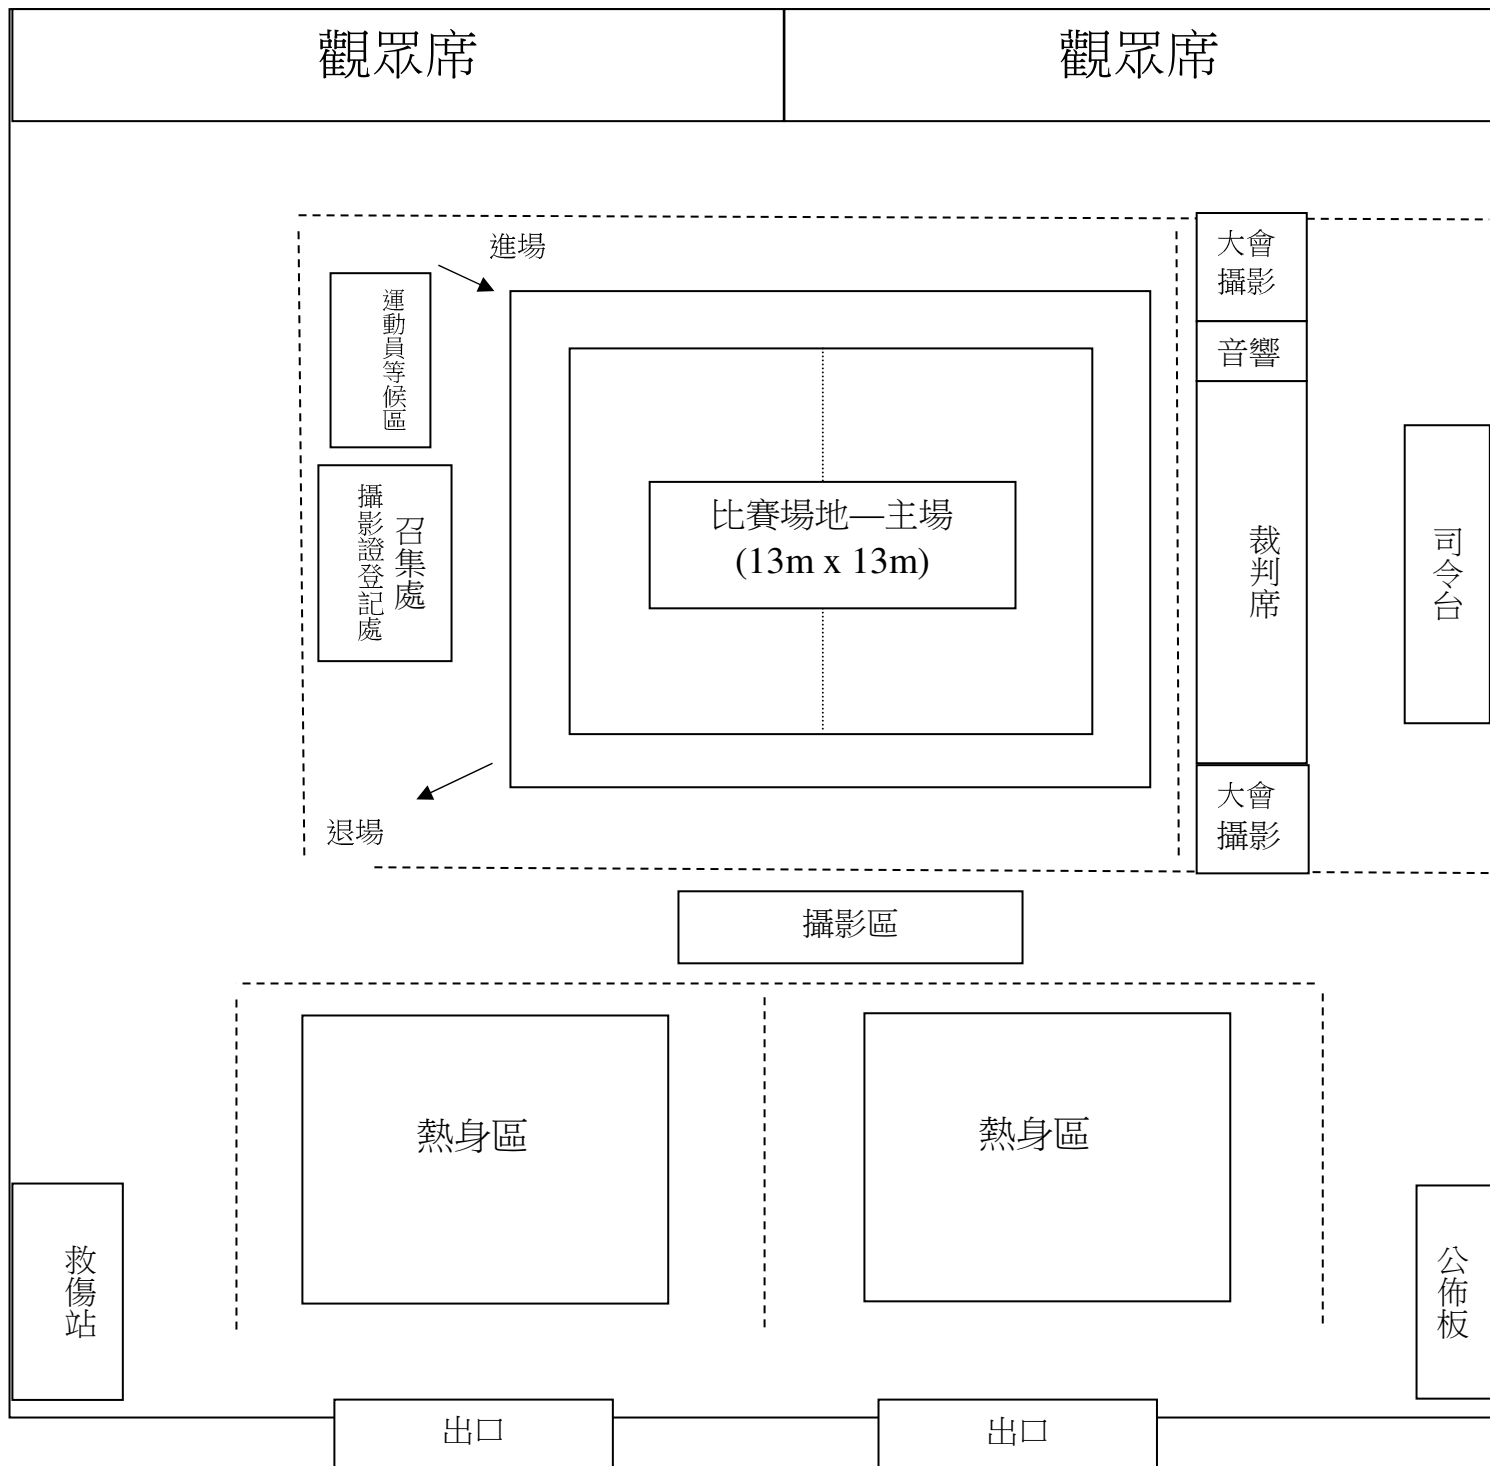 觀眾席
觀眾席
進場
大會
攝影
運動員等候區
音響
比賽場地—主場
(13m x 13m)
召集處
攝影證登記處
裁判席
司令台
退場
大會
攝影
攝影區
熱身區
熱身區
救傷站
公佈板
出口
出口